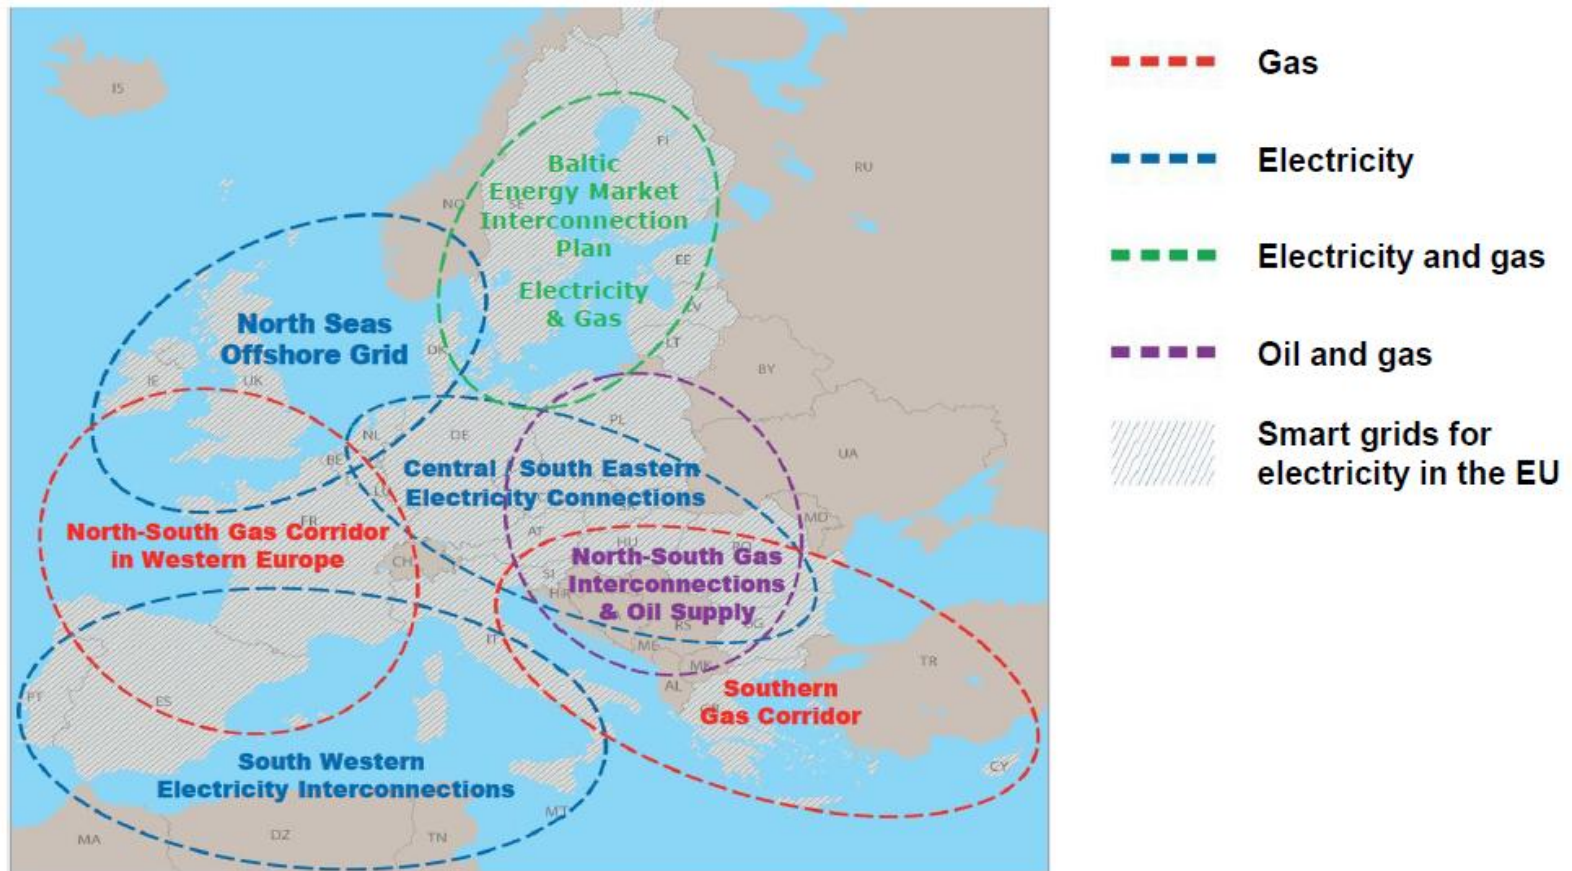 IS
RU
FI
Baltic
Energy Market
Interconnection
Plan
NO
SE
Electricity
& Gas
EE
LV
LT
North Seas
Offshore Grid
DK
IE
UK
BY
PL
NL
DE
BE
UA
Central / South Eastern
Electricity Connections
LU
FR
MD
North-South Gas Corridor
in Western Europe
AT
HU
RO
CH
SI
HR
North-South Gas
Interconnections
& Oil Supply
RS
BG
IT
ME
MK
AL
TR
Southern
Gas Corridor
PT
ES
South Western
Electricity Interconnections
CY
MT
MA
DZ
TN
Gas
Electricity
Electricity and gas
Oil and gas
Smart grids for
electricity in the EU